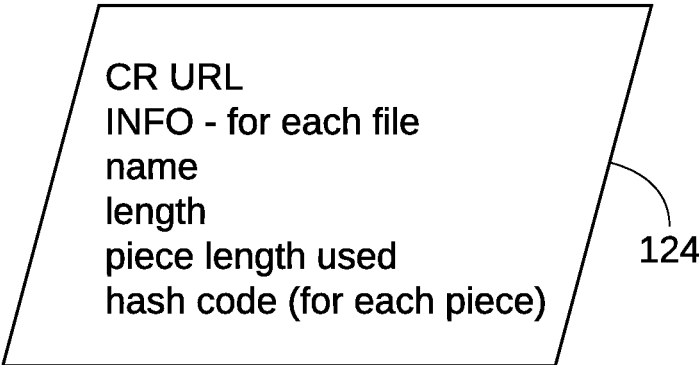 CR URL
INFO - for each file
name
length
piece length used
hash code (for each piece)
124